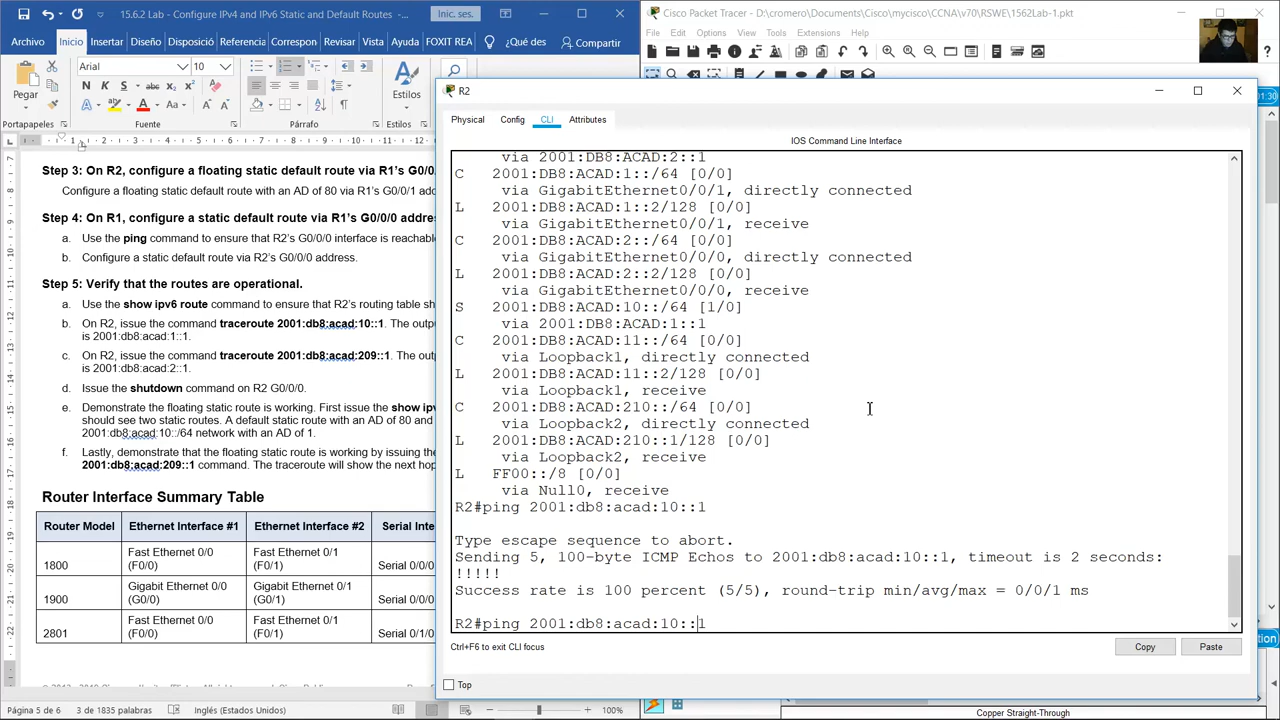 15.6.2 Lab - Configure IPv4 and IPv6 Static and Default Routes
Inic. ses.
Archivo
Inicio
Insertar
Diseño
Disposició
Referencia
Correspon
Revisar
Vista
Ayuda
FOXIT REA
¿Qudes
Compartir
Pegar
Arial
10
Estilos
Portapapeles
Fuente
Párrafo
Estilos
Step 3: On R2, configure a floating static default route via R1's G0/0/0
Configure a floating static default route with an AD of 80 via R1's G0/0/1 add
Step 4: On R1, configure a static default route via R1's G0/0/0 addre
a. Use the ping command to ensure that R2's G0/0/0 interface is reachable
b. Configure a static default route via R2's G0/0/0 address.
Step 5: Verify that the routes are operational.
a. Use the show ipv6 route command to ensure that R2's routing table sh
b. On R2, issue the command traceroute 2001:db8:acad:10::1. The outpu
is 2001:db8:acad:1::1.
c. On R2, issue the command traceroute 2001:db8:acad:209::1. The outp
is 2001:db8:acad:2::1.
d. Issue the shutdown command on R2 G0/0/0.
e. Demonstrate the floating static route is working. First issue the show ipv
should see two static routes. A default static route with an AD of 80 and
2001:db8:acad:10::/64 network with an AD of 1.
f. Lastly, demonstrate that the floating static route is working by issuing the
2001:db8:acad:209::1 command. The traceroute will show the next hop
Router Interface Summary Table
Router Model Ethernet Interface #1 Ethernet Interface #2 Serial Inte
1800 Fast Ethernet 0/0 (F0/0) Fast Ethernet 0/1 (F0/1) Serial 0/0/0
1900 Gigabit Ethernet 0/0 (G0/0) Gigabit Ethernet 0/1 (G0/1) Serial 0/0/0
2801 Fast Ethernet 0/0 (F0/0) Fast Ethernet 0/1 (F0/1) Serial 0/1/0
Página 5 de 6
3 de 1835 palabras
Inglés (Estados Unidos)
100%
Cisco Packet Tracer - D:\cromero\Documents\Cisco\mycisco\CCNA\v70\RSWE\1562Lab-1.pkt
File Edit Options View Tools Extensions Help
01:30
R2
Physical
Config
CLI
Attributes
IOS Command Line Interface
via 2001:DB8:ACAD:2::1
C 2001:DB8:ACAD:1::/64 [0/0]
via GigabitEthernet0/0/1, directly connected
L 2001:DB8:ACAD:1::2/128 [0/0]
via GigabitEthernet0/0/1, receive
C 2001:DB8:ACAD:2::/64 [0/0]
via GigabitEthernet0/0/0, directly connected
L 2001:DB8:ACAD:2::2/128 [0/0]
via GigabitEthernet0/0/0, receive
S 2001:DB8:ACAD:10::/64 [1/0]
via 2001:DB8:ACAD:1::1
C 2001:DB8:ACAD:11::/64 [0/0]
via Loopback1, directly connected
L 2001:DB8:ACAD:11::2/128 [0/0]
via Loopback1, receive
C 2001:DB8:ACAD:210::/64 [0/0]
via Loopback2, directly connected
L 2001:DB8:ACAD:210::1/128 [0/0]
via Loopback2, receive
L FF00::/8 [0/0]
via Null0, receive
R2#ping 2001:db8:acad:10::1
Type escape sequence to abort.
Sending 5, 100-byte ICMP Echos to 2001:db8:acad:10::1, timeout is 2 seconds:
!!!!!
Success rate is 100 percent (5/5), round-trip min/avg/max = 0/0/1 ms
R2#ping 2001:db8:acad:10::1
Ctrl+F6 to exit CLI focus
Copy
Paste
Top
Copper Straight-Through